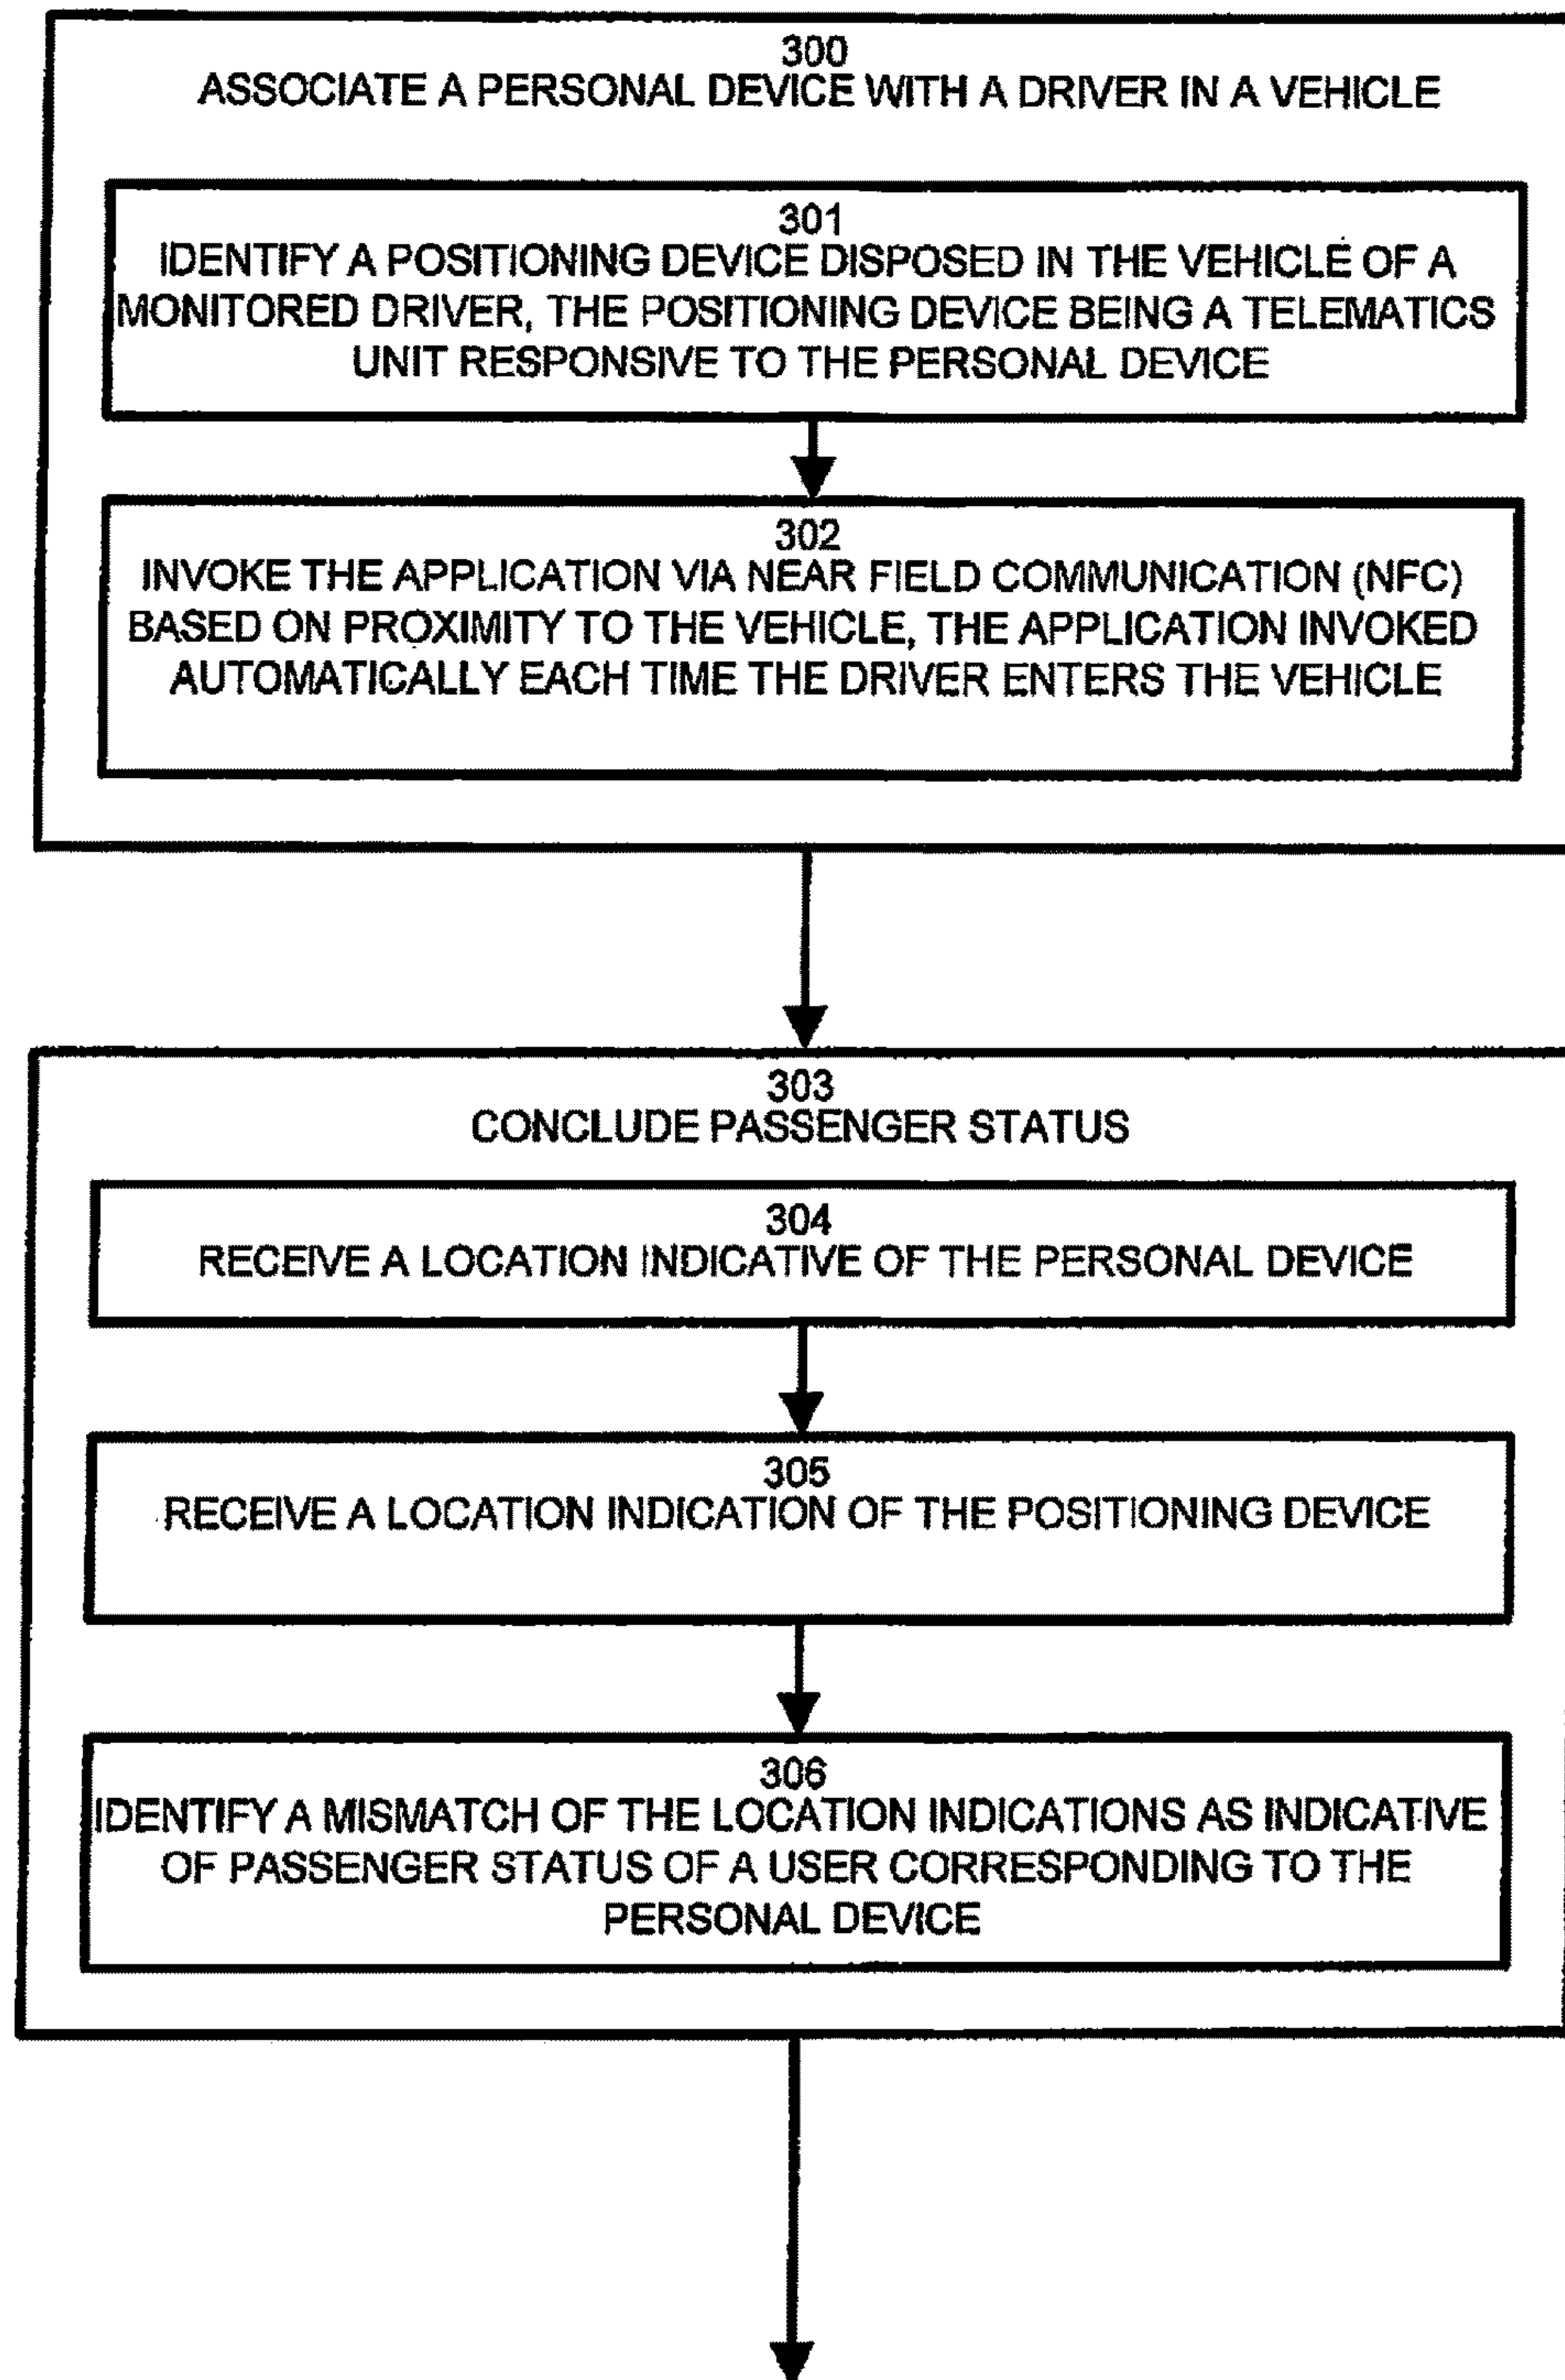 300
ASSOCIATE A PERSONAL DEVICE WITH A DRIVER IN A VEHICLE
301
IDENTIFY A POSITIONING DEVICE DISPOSED IN THE VEHICLE OF A
MONITORED DRIVER, THE POSITIONING DEVICE BEING A TELEMATICS
UNIT RESPONSIVE TO THE PERSONAL DEVICE
302
INVOKE THE APPLICATION VIA NEAR FIELD COMMUNICATION (NFC)
BASED ON PROXIMITY TO THE VEHICLE, THE APPLICATION INVOKED
AUTOMATICALLY EACH TIME THE DRIVER ENTERS THE VEHICLE
303
CONCLUDE PASSENGER STATUS
304
RECEIVE A LOCATION INDICATIVE OF THE PERSONAL DEVICE
305
RECEIVE A LOCATION INDICATION OF THE POSITIONING DEVICE
306
IDENTIFY A MISMATCH OF THE LOCATION INDICATIONS AS INDICATIVE
OF PASSENGER STATUS OF A USER CORRESPONDING TO THE
PERSONAL DEVICE